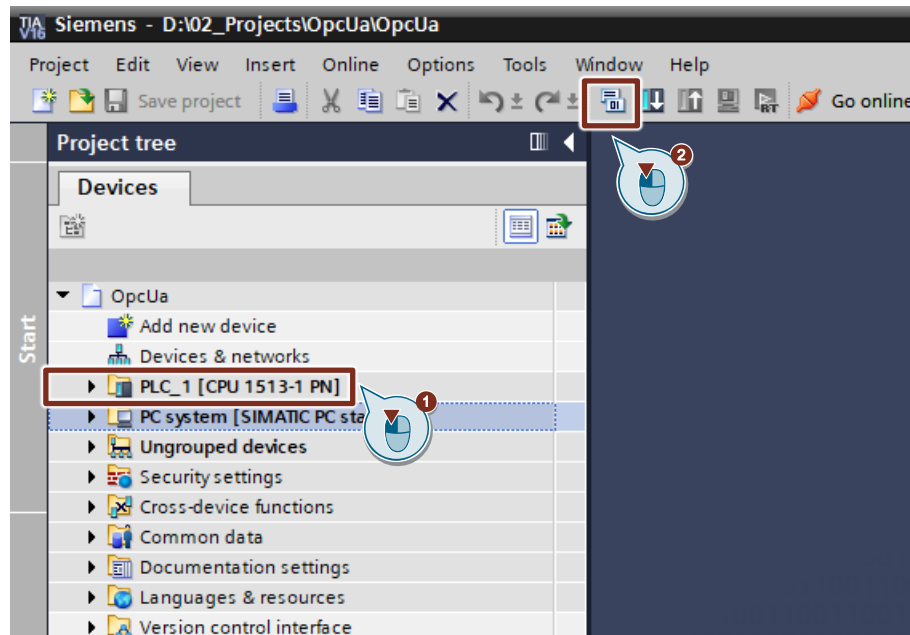 TIA V16 Siemens - D:\02_Projects\OpcUa\OpcUa
Project Edit View Insert Online Options Tools Window Help
Save project Go online
Project tree
Devices
Start
OpcUa
Add new device
Devices & networks
PLC_1 [CPU 1513-1 PN]
1
2
PC system [SIMATIC PC sta
Ungrouped devices
Security settings
Cross-device functions
Common data
Documentation settings
Languages & resources
Version control interface